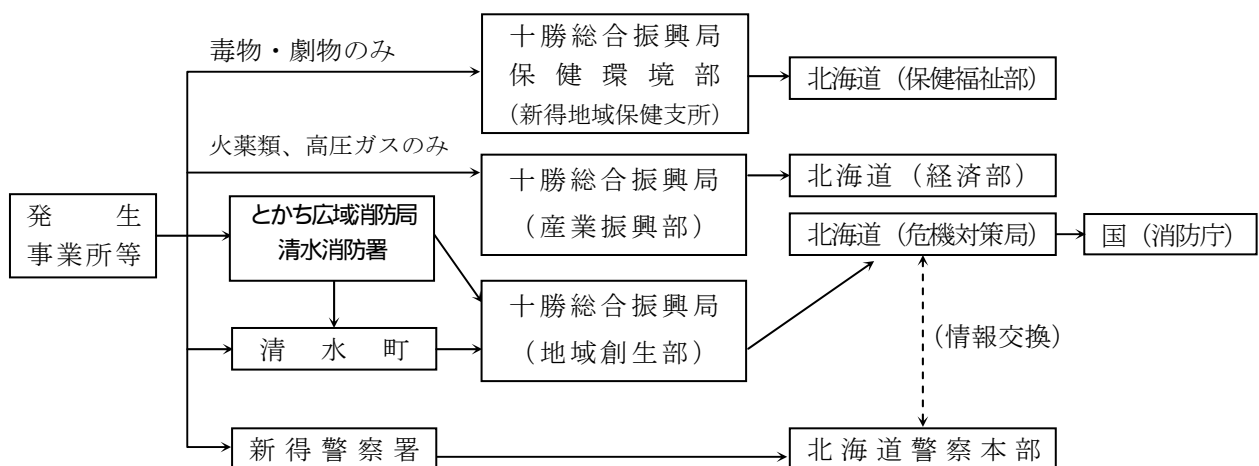 毒物・劇物のみ
十勝総合振興局
保健環境部
（新得地域保健支所）
北海道（保健福祉部）
火薬類、高圧ガスのみ
十勝総合振興局
（産業振興部）
北海道（経済部）
発生
事業所等
とかち広域消防局
清水消防署
北海道（危機対策局）
国（消防庁）
清水町
十勝総合振興局
（地域創生部）
（情報交換）
新得警察署
北海道警察本部